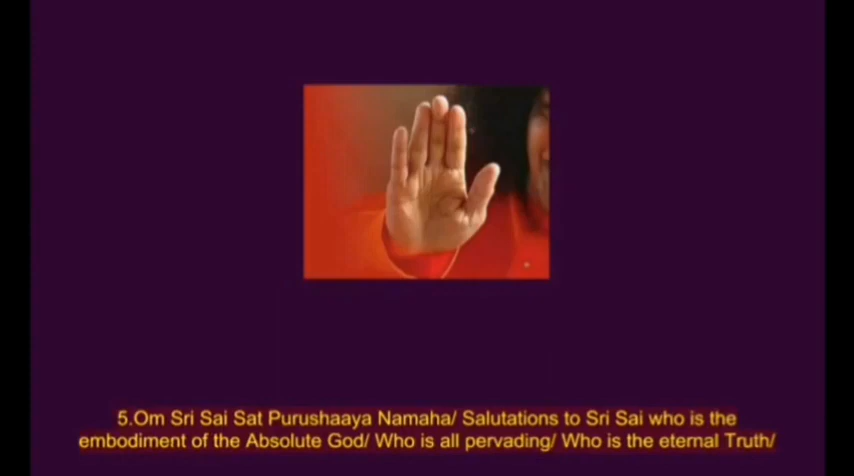 5.Om Sri Sai Sat Purushaaya Namaha/ Salutations to Sri Sai who is the
embodiment of the Absolute God/ Who is all pervading/ Who is the eternal Truth/